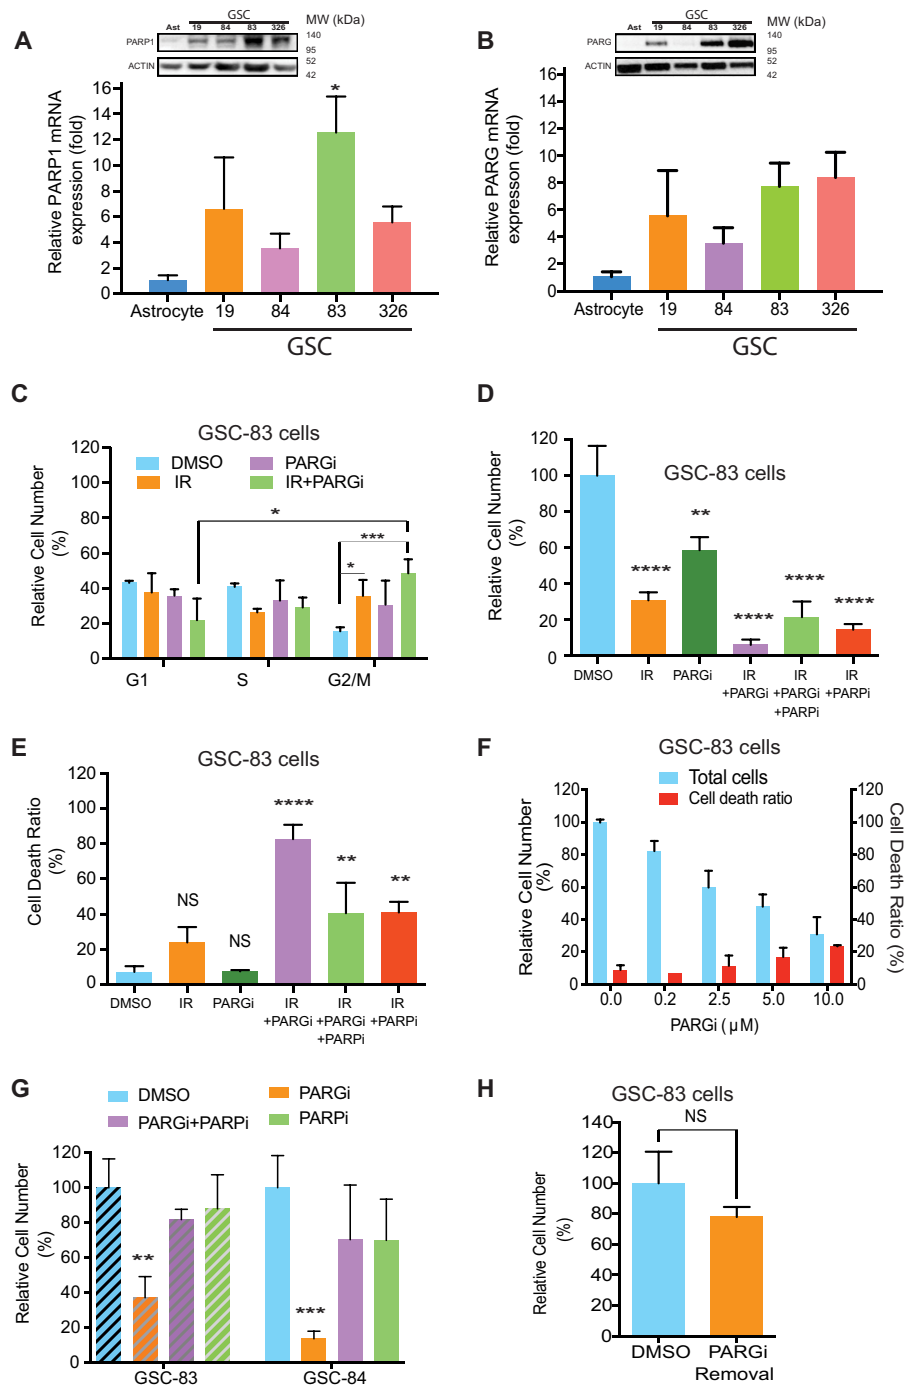 A
GSC
Ast 19 84 83 326
MW (kDa)
PARP1
140
95
ACTIN
52
42
Relative PARP1 mRNA
expression (fold)
16
14
12
10
8
6
4
2
0
*
Astrocyte 19 84 83 326
GSC
B
GSC
Ast 19 84 83 326
MW (kDa)
PARG
140
95
ACTIN
52
42
Relative PARG mRNA
expresson (fold)
16
14
12
10
8
6
4
2
0
Astrocyte 19 84 83 326
GSC
C
GSC-83 cells
DMSO PARGi
IR IR+PARGi
Relative Cell Number
(%)
120
100
80
60
40
20
0
*
***
*
G1 S G2/M
D
GSC-83 cells
Relative Cell Number
(%)
120
100
80
60
40
20
0
**** ** **** **** ****
DMSO IR PARGi IR IR IR
+PARGi +PARGi +PARPi
+PARPi
E
GSC-83 cells
Cell Death Ratio
(%)
120
100
80
60
40
20
0
NS NS **** ** **
DMSO IR PARGi IR IR IR
+PARGi +PARGi +PARPi
+PARPi
F
GSC-83 cells
Total cells
Cell death ratio
Relative Cell Number
(%)
120
100
80
60
40
20
0
120
100
80
60
40
20
0
Cell Death
Ratio (%)
0.0 0.2 2.5 5.0 10.0
PARGi (µM)
G
DMSO PARGi
PARGi+PARPi PARPi
Relative Cell Number
(%)
120
100
80
60
40
20
0
** ***
GSC-83 GSC-84
H
GSC-83 cells
NS
Relative Cell Number
(%)
140
120
100
80
60
40
20
0
DMSO PARGi
Removal